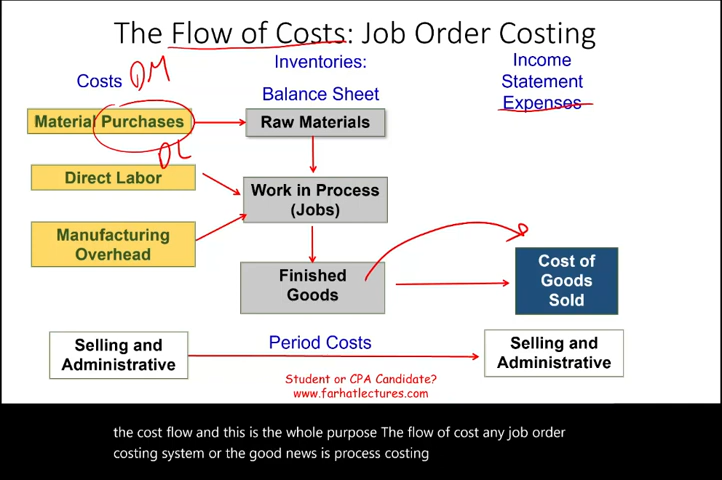 The Flow of Costs: Job Order Costing
Costs
DM
Inventories:
Balance Sheet
Income
Statement
Expenses
Material Purchases
Raw Materials
DL
Direct Labor
Work in Process
(Jobs)
Manufacturing
Overhead
Finished
Goods
Cost of
Goods
Sold
Selling and
Administrative
Period Costs
Selling and
Administrative
Student or CPA Candidate?
www.farhatlectures.com
the cost flow and this is the whole purpose The flow of cost any job order
costing system or the good news is process costing